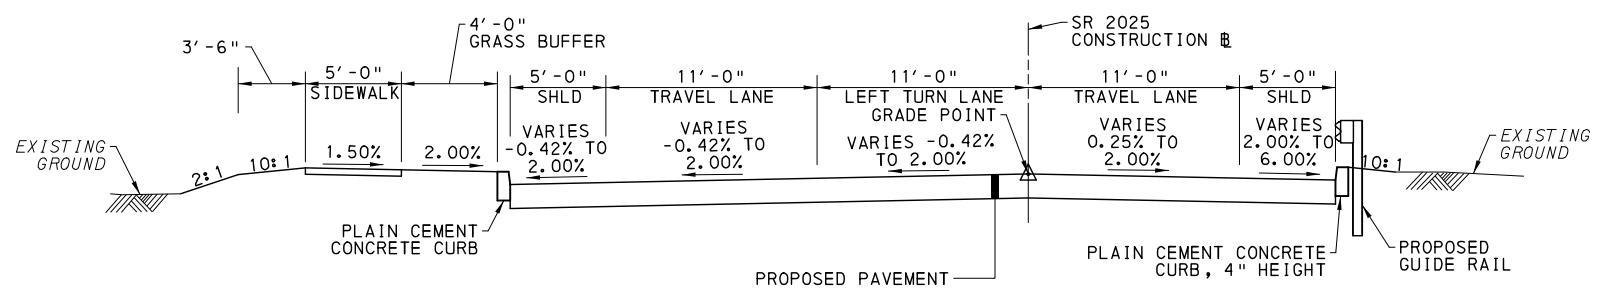 4'-0"
GRASS BUFFER
SR 2025
CONSTRUCTION ℄
3'-6"
5'-0"
SIDEWALK
5'-0"
SHLD
11'-0"
TRAVEL LANE
11'-0"
LEFT TURN LANE
11'-0"
TRAVEL LANE
5'-0"
SHLD
GRADE POINT
VARIES
-0.42% TO
2.00%
VARIES
-0.42% TO
2.00%
VARIES -0.42%
TO 2.00%
VARIES
0.25% TO
2.00%
VARIES
2.00% TO
6.00%
EXISTING
GROUND
2:1
10:1
1.50%
2.00%
10:1
EXISTING
GROUND
PLAIN CEMENT
CONCRETE CURB
PROPOSED PAVEMENT
PLAIN CEMENT CONCRETE
CURB, 4" HEIGHT
PROPOSED
GUIDE RAIL